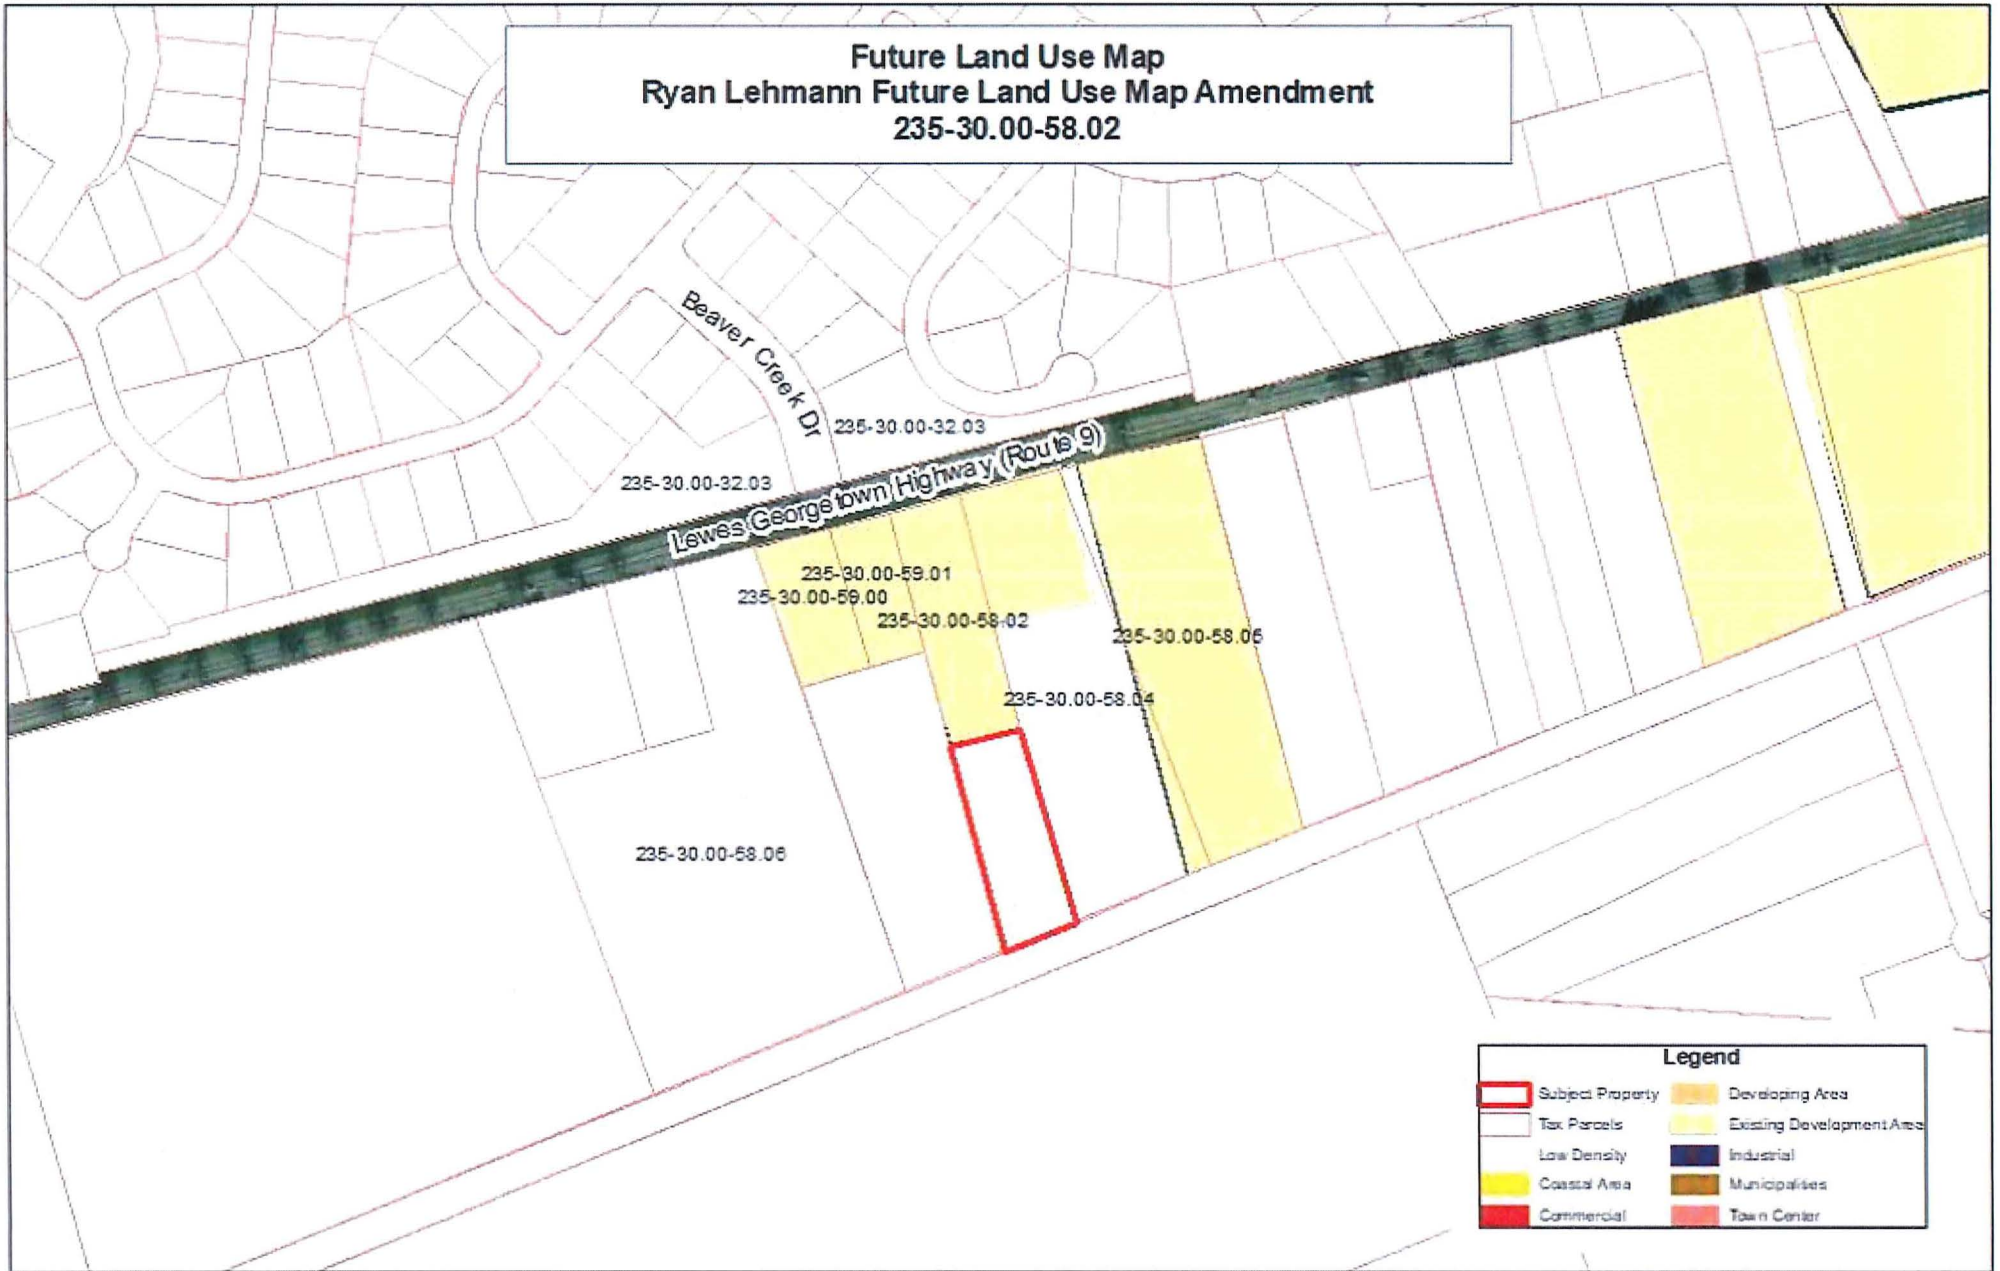 Future Land Use Map
Ryan Lehmann Future Land Use Map Amendment
235-30.00-58.02
Beaver Creek Dr
235-30.00-32.03
235-30.00-32.03
Lewes Georgetown Highway (Route 9)
235-30.00-59.01
235-30.00-59.00
235-30.00-58.02
235-30.00-58.05
235-30.00-58.04
235-30.00-58.06
Legend
Subject Property
Developing Area
Tax Parcels
Existing Development Area
Low Density
Industrial
Coastal Area
Municipalities
Commercial
Town Center